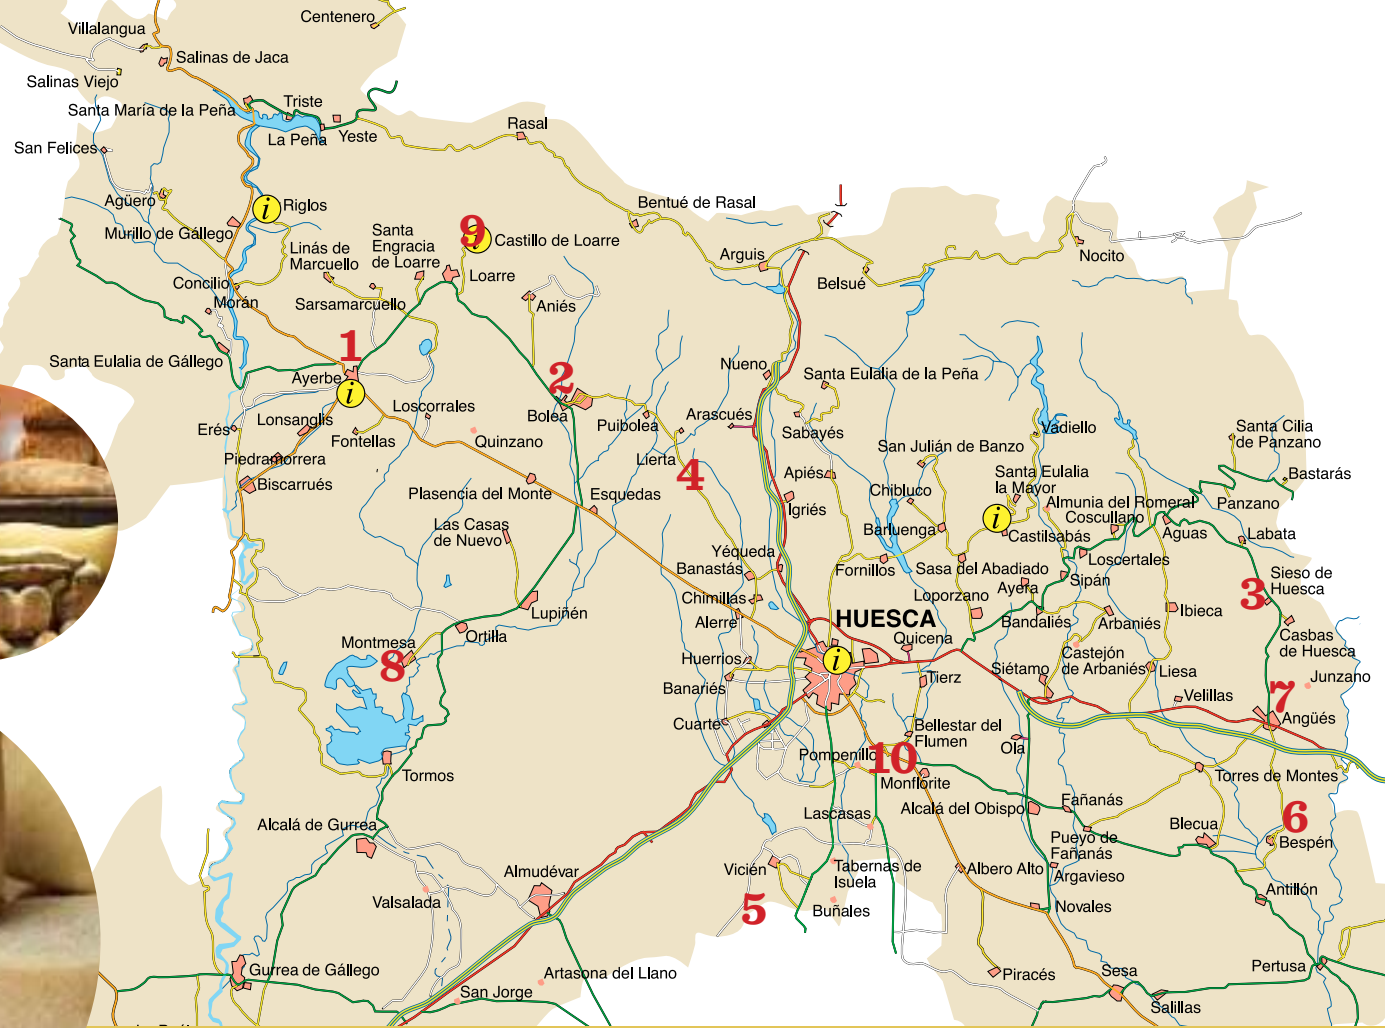 Centenero
Villalangua
Salinas de Jaca
Salinas Viejo
Santa María de la Peña
Triste
La Peña
Yeste
Rasal
San Felices
Agüero
i
Riglos
Murillo de Gállego
Bentué de Rasal
Linás de
Marcuello
Santa
Engracia
de Loarre
9
i
Castillo de Loarre
Arguis
Nocito
Loarre
Belsué
Concilio
Morán
Sarsamarcuello
Aniés
1
Santa Eulalia de Gállego
Ayerbe
i
2
Nueno
Santa Eulalia de la Peña
Loscorrales
Bolea
Puibolea
Arascués
Erés
Lonsanglis
Fontellas
Quinzano
Sabayés
Vadiello
Santa Cilia
de Panzano
San Julián de Banzo
Piedramorrera
Lierta
4
Apiés
Santa Eulalia
la Mayor
Bastarás
Biscarrués
Plasencia del Monte
Esquedas
Chibluco
Igriés
Almunia del Romeral
Panzano
Coscullano
i
Las Casas
de Nuevo
Barluenga
Castilsabás
Aguas
Labata
Yéqueda
Banastás
Fornillos
Sasa del Abadiado
Loscertales
Sipán
Sieso de
Huesca
3
Ayera
Loporzano
Chimillas
Lupiñén
Alerre
HUESCA
Bandaliés
Arbaniés
Ibieca
Casbas
de Huesca
Montmesa
Ortilla
Quicena
8
Huerrios
i
Castejón
de Arbaniés
Siétamo
Liesa
Junzano
Banariés
Tierz
Velillas
7
Angüés
Cuarte
Bellestar del
Flumen
Ola
Pompenillo
10
Tormos
Monflorite
Torres de Montes
Lascasas
Alcalá del Obispo
Fañanás
Alcalá de Gurrea
Blecua
6
Pueyo de
Fañanás
Bespén
Almudévar
Vicién
Tabernas de
Isuela
Albero Alto
Argavieso
Antillón
Valsalada
5
Buñales
Novales
Gurrea de Gállego
Artasona del Llano
Piracés
Sesa
Pertusa
San Jorge
Salillas